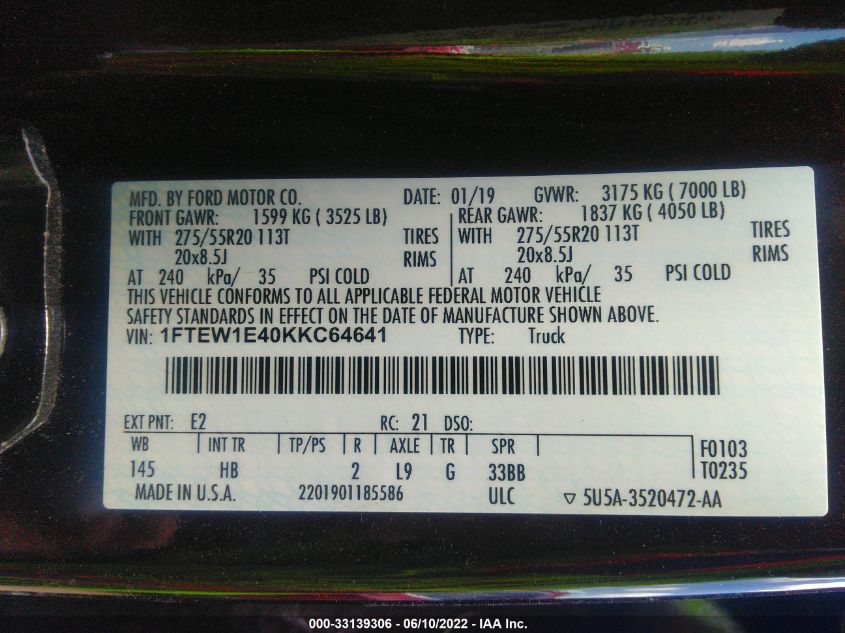 MFD. BY FORD MOTOR CO. DATE: 01/19 GVWR: 3175 KG ( 7000 LB)
FRONT GAWR: 1599 KG ( 3525 LB) REAR GAWR: 1837 KG ( 4050 LB)
WITH 275/55R20 113T TIRES WITH 275/55R20 113T TIRES
20x8.5J RIMS 20x8.5J RIMS
AT 240 kPa/ 35 PSI COLD AT 240 kPa/ 35 PSI COLD
THIS VEHICLE CONFORMS TO ALL APPLICABLE FEDERAL MOTOR VEHICLE
SAFETY STANDARDS IN EFFECT ON THE DATE OF MANUFACTURE SHOWN ABOVE.
VIN: 1FTEW1E40KKC64641 TYPE: Truck
EXT PNT: E2 RC: 21 DSO:
WB INT TR TP/PS R AXLE TR SPR F0103
145 HB 2 L9 G 33BB T0235
MADE IN U.S.A. 2201901185586 ULC ▽ 5U5A-3520472-AA
000-33139306 - 06/10/2022 - IAA Inc.